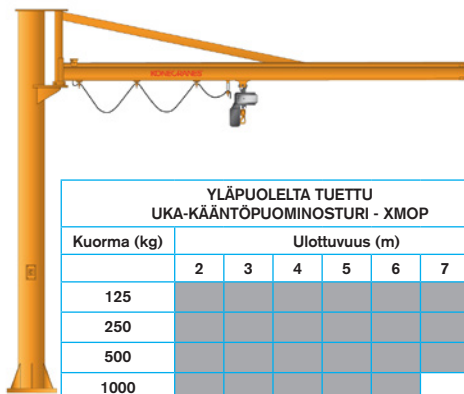 KONECRANES
YLÄPUOLELTA TUETTU
UKA-KÄÄNTÖPUOMINOSTURI - XMOP
Kuorma (kg) Ulottuvuus (m)
2 3 4 5 6 7
125
250
500
1000